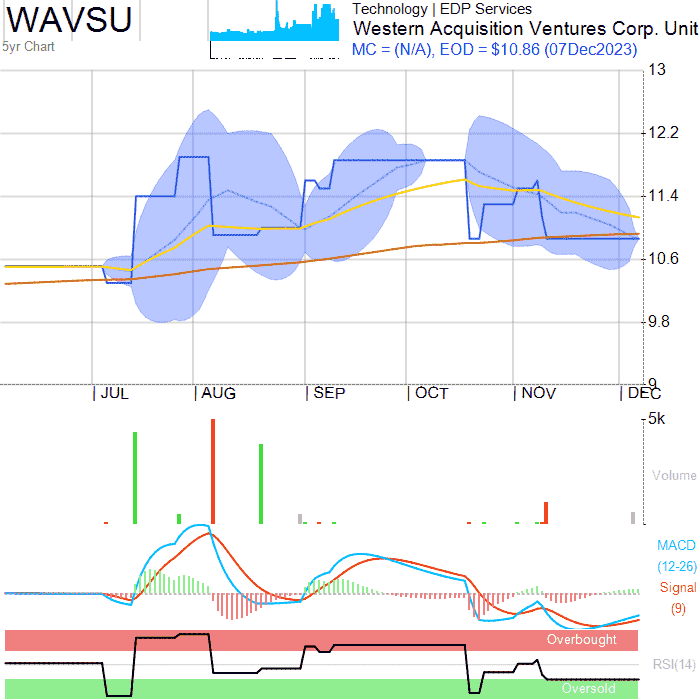 WAVSU
5yr Chart
Technology | EDP Services
Western Acquisition Ventures Corp. Unit
MC = (N/A), EOD = $10.86 (07Dec2023)
13
12.2
11.4
10.6
9.8
9
JUL
AUG
SEP
OCT
NOV
DEC
5k
Volume
MACD
(12-26)
Signal
(9)
Overbought
RSI(14)
Oversold